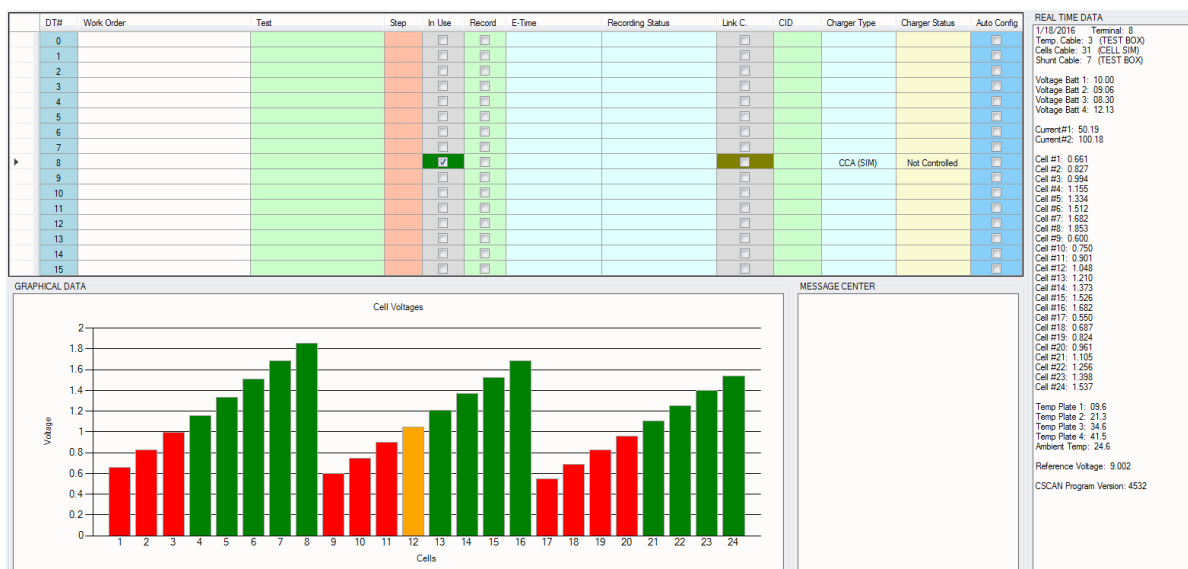 DT# Work Order Test Step In Use Record E-Time Recording Status Link C. CID Charger Type Charger Status Auto Config
0
1
2
3
4
5
6
7
8 CCA (SIM) Not Controlled
9
10
11
12
13
14
15
GRAPHICAL DATA
Cell Voltages
2
1.8
1.6
1.4
1.2
1
0.8
0.6
0.4
0.2
0
Voltage
1 2 3 4 5 6 7 8 9 10 11 12 13 14 15 16 17 18 19 20 21 22 23 24
Cells
MESSAGE CENTER
REAL TIME DATA
1/18/2016 Terminal: 8
Temp. Cable: 3 (TEST BOX)
Cells Cable: 31 (CELL SIM)
Shunt Cable: 7 (TEST BOX)
Voltage Batt 1: 10.00
Voltage Batt 2: 09.06
Voltage Batt 3: 08.30
Voltage Batt 4: 12.13
Current#1: 50.19
Current#2: 100.18
Cell #1: 0.661
Cell #2: 0.827
Cell #3: 0.994
Cell #4: 1.155
Cell #5: 1.334
Cell #6: 1.512
Cell #7: 1.682
Cell #8: 1.853
Cell #9: 0.600
Cell #10: 0.750
Cell #11: 0.901
Cell #12: 1.048
Cell #13: 1.210
Cell #14: 1.373
Cell #15: 1.526
Cell #16: 1.682
Cell #17: 0.550
Cell #18: 0.687
Cell #19: 0.824
Cell #20: 0.961
Cell #21: 1.105
Cell #22: 1.256
Cell #23: 1.398
Cell #24: 1.537
Temp Plate 1: 09.6
Temp Plate 2: 21.3
Temp Plate 3: 34.6
Temp Plate 4: 41.5
Ambient Temp: 24.6
Reference Voltage: 9.002
CSCAN Program Version: 4532